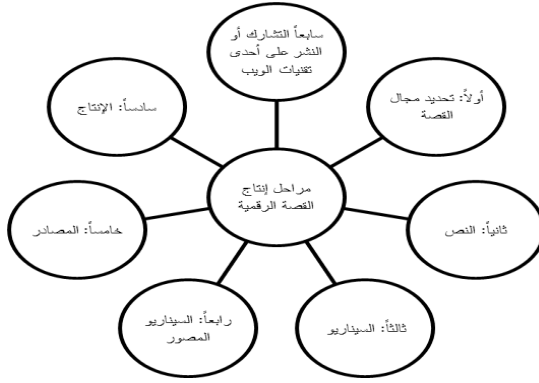 مراحل إنتاج
القصة الرقمية
أولاً: تحديد مجال
القصة
ثانياً: النص
ثالثاً: السيناريو
رابعاً: السيناريو
المصور
خامساً: المصادر
سادساً: الإنتاج
سابعاً التشارك أو
النشر على أحدى
تقنيات الويب